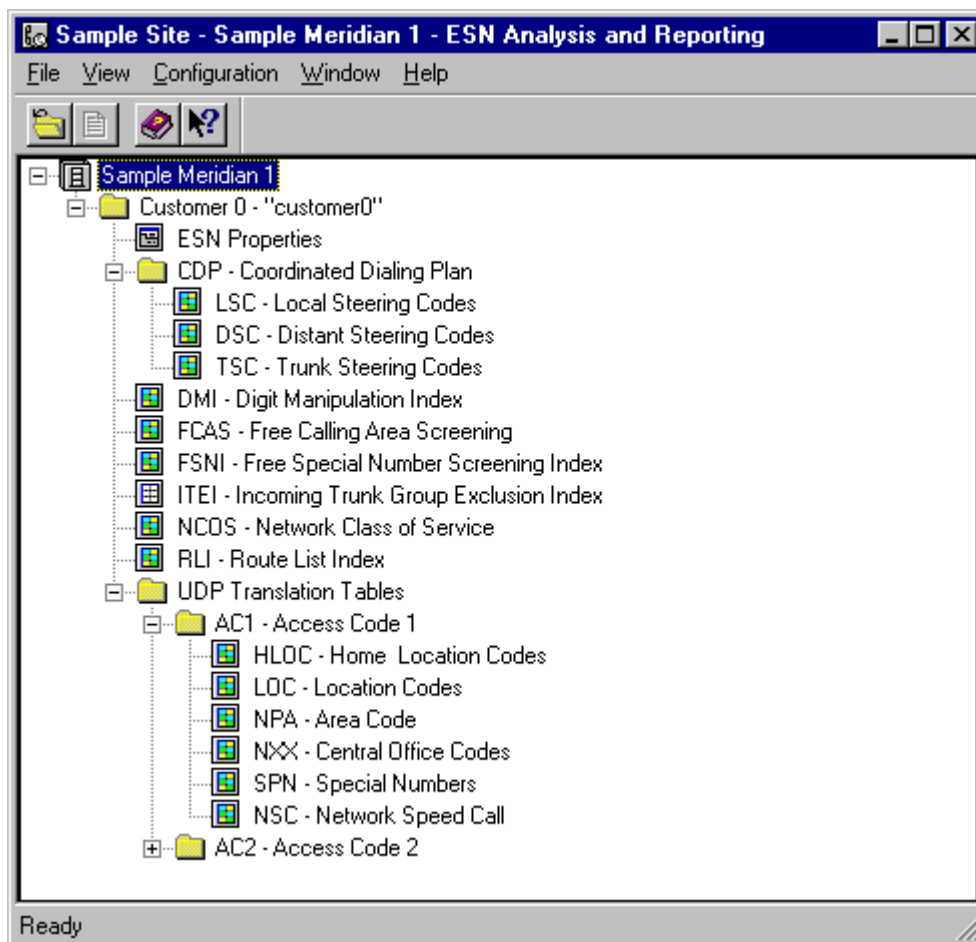 Sample Site - Sample Meridian 1 - ESN Analysis and Reporting
File View Configuration Window Help
Sample Meridian 1
Customer 0 - "customer0"
ESN Properties
CDP - Coordinated Dialing Plan
LSC - Local Steering Codes
DSC - Distant Steering Codes
TSC - Trunk Steering Codes
DMI - Digit Manipulation Index
FCAS - Free Calling Area Screening
FSNI - Free Special Number Screening Index
ITEI - Incoming Trunk Group Exclusion Index
NCOS - Network Class of Service
RLI - Route List Index
UDP Translation Tables
AC1 - Access Code 1
HLOC - Home  Location Codes
LOC - Location Codes
NPA - Area Code
NXX - Central Office Codes
SPN - Special Numbers
NSC - Network Speed Call
AC2 - Access Code 2
Ready